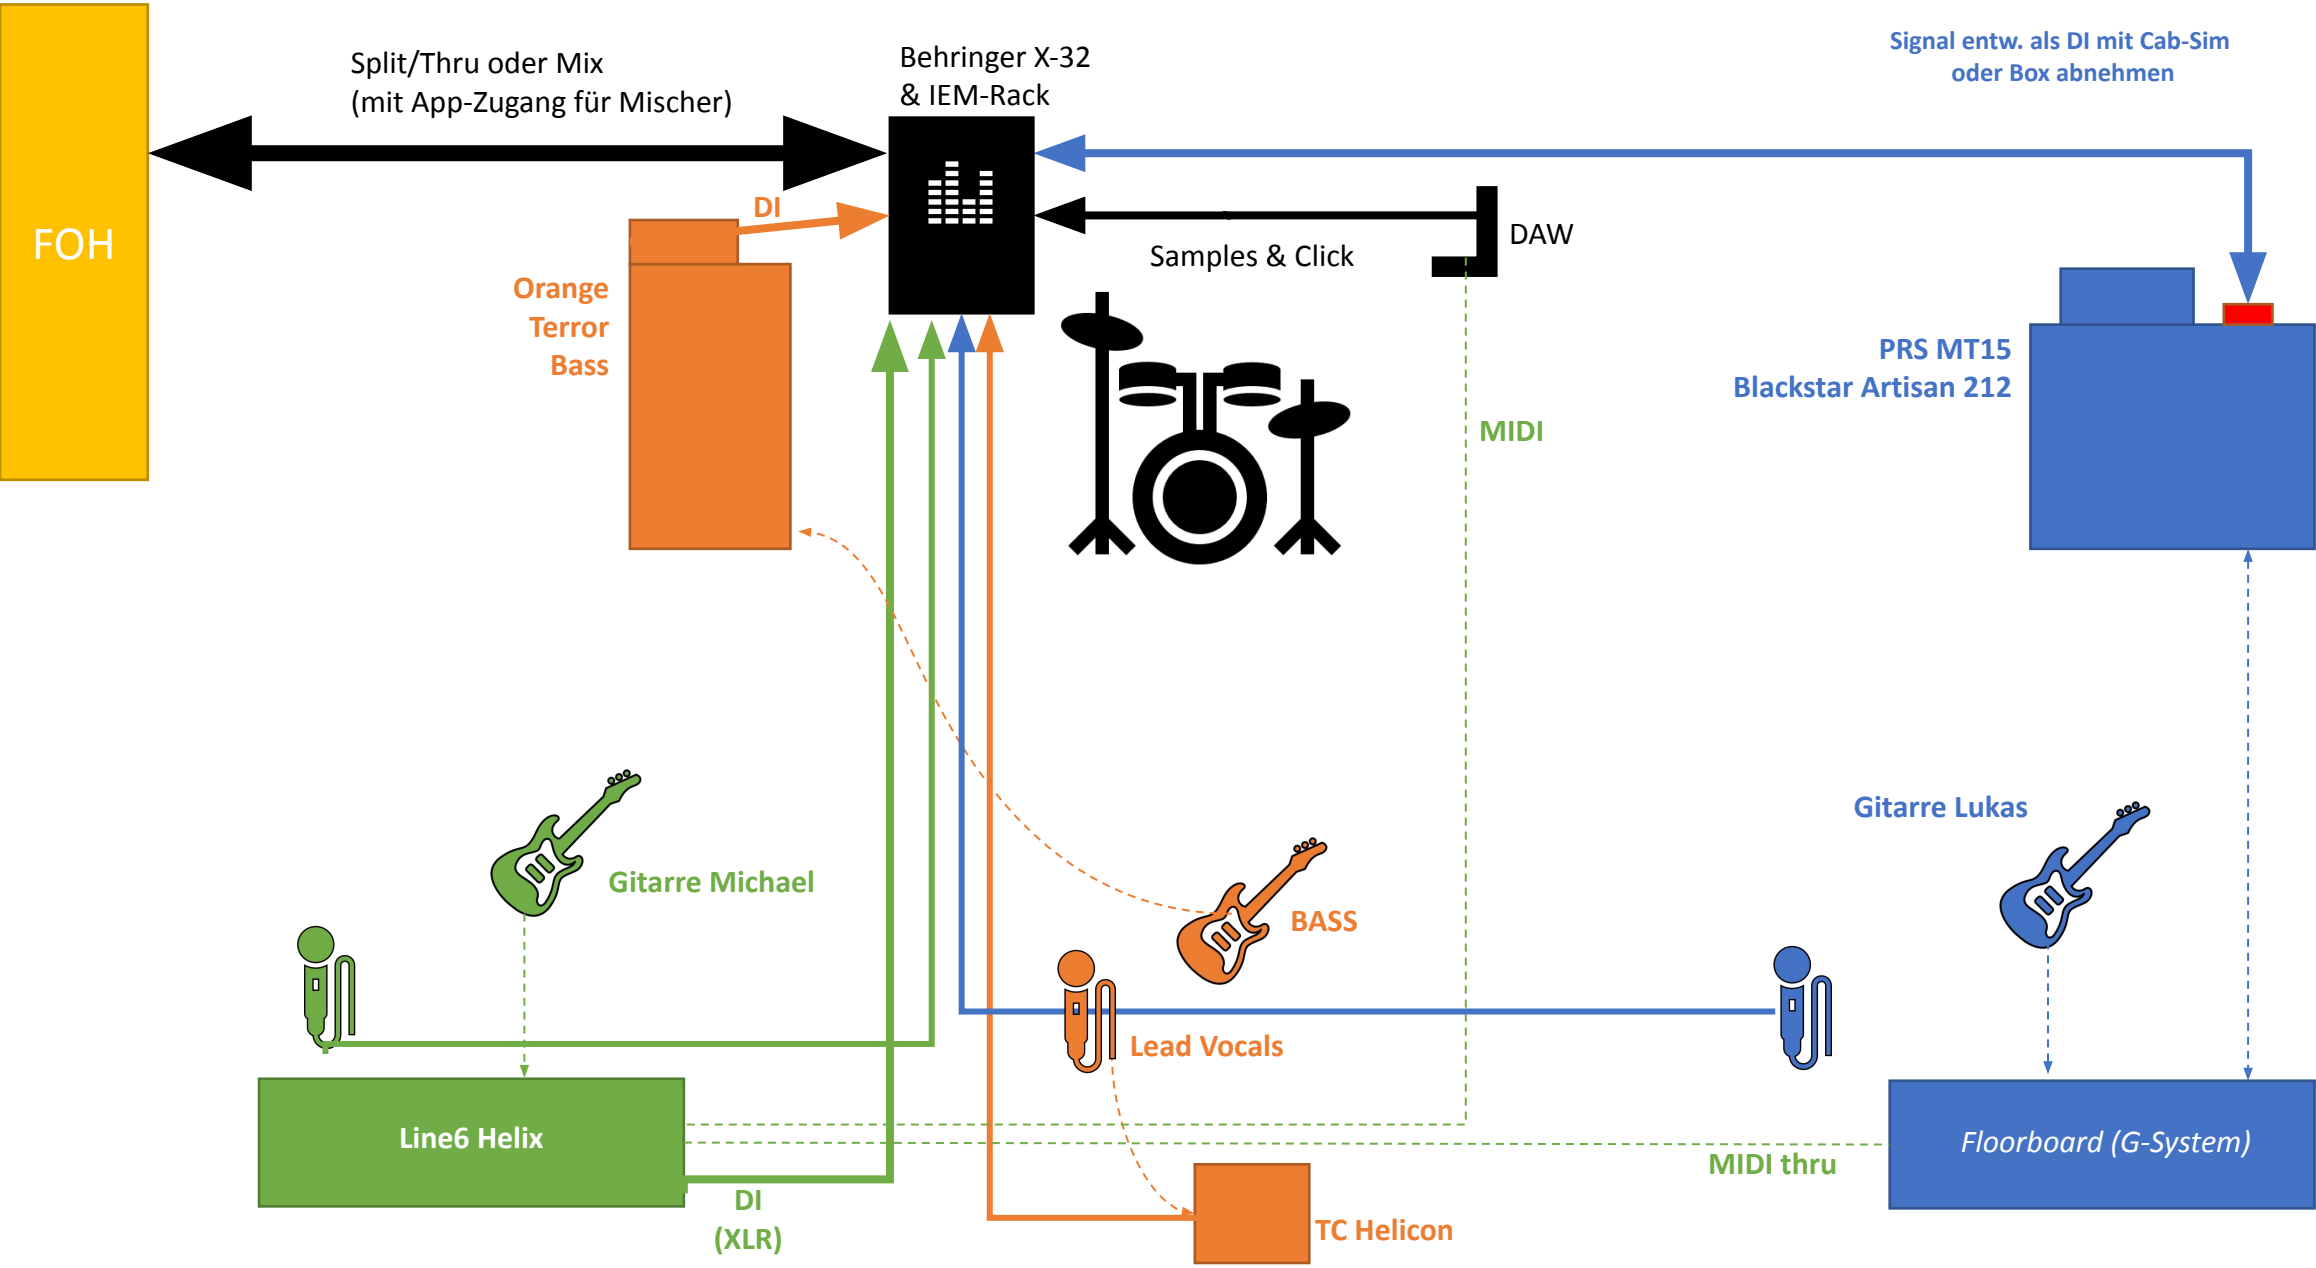 Split/Thru oder Mix
(mit App-Zugang für Mischer)
Behringer X-32
& IEM-Rack
Signal entw. als DI mit Cab-Sim
oder Box abnehmen
FOH
DI
Samples & Click
DAW
Orange
Terror
Bass
PRS MT15
Blackstar Artisan 212
MIDI
Gitarre Michael
BASS
Gitarre Lukas
Lead Vocals
Line6 Helix
DI
(XLR)
MIDI thru
Floorboard (G-System)
TC Helicon